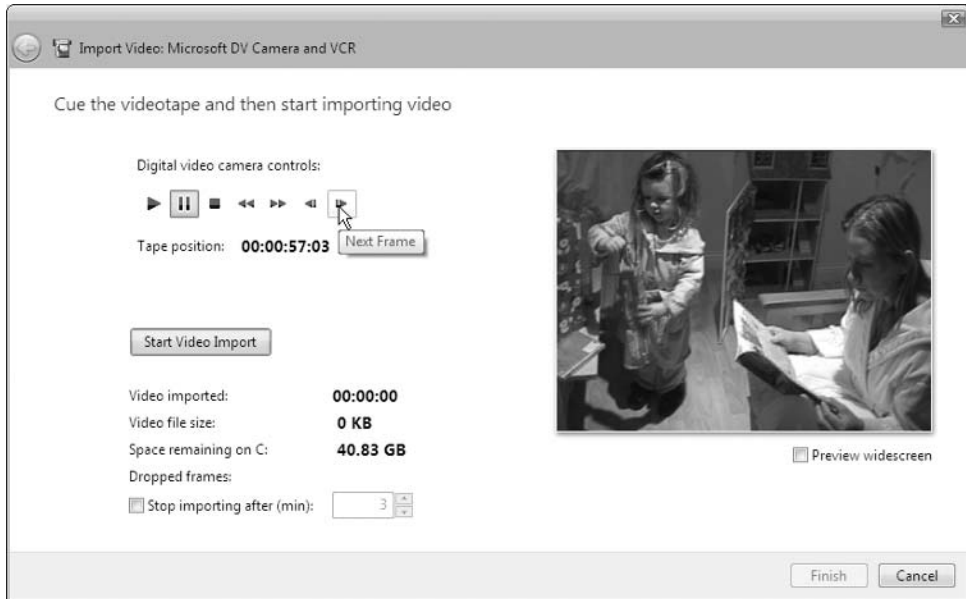 Import Video: Microsoft DV Camera and VCR
Cue the videotape and then start importing video
Digital video camera controls:
Tape position: 00:00:57:03
Next Frame
Start Video Import
Video imported: 00:00:00
Video file size: 0 KB
Space remaining on C: 40.83 GB
Dropped frames:
Stop importing after (min): 3
Preview widescreen
Finish Cancel